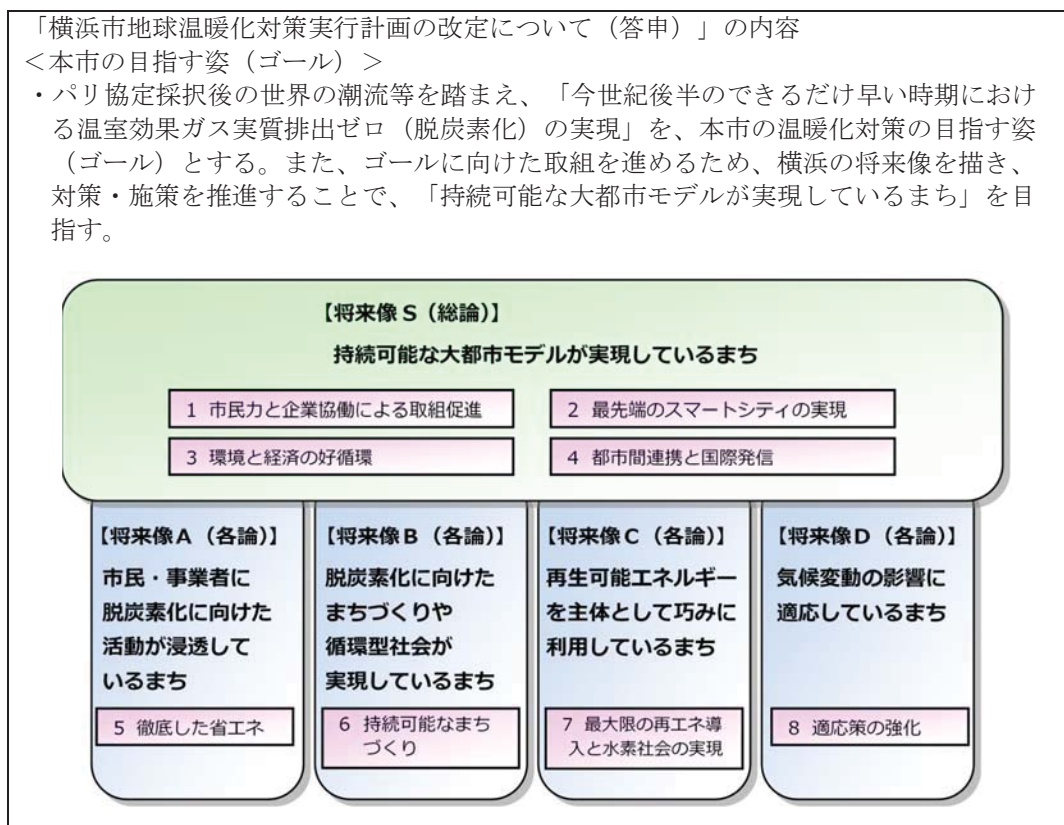 「横浜市地球温暖化対策実行計画の改定について（答申）」の内容
＜本市の目指す姿（ゴール）＞
・パリ協定採択後の世界の潮流等を踏まえ、「今世紀後半のできるだけ早い時期におけ
る温室効果ガス実質排出ゼロ（脱炭素化）の実現」を、本市の温暖化対策の目指す姿
（ゴール）とする。また、ゴールに向けた取組を進めるため、横浜の将来像を描き、
対策・施策を推進することで、「持続可能な大都市モデルが実現しているまち」を目
指す。
【将来像Ｓ（総論）】
持続可能な大都市モデルが実現しているまち
1 市民力と企業協働による取組促進
2 最先端のスマートシティの実現
3 環境と経済の好循環
4 都市間連携と国際発信
【将来像Ａ（各論）】
市民・事業者に
脱炭素化に向けた
活動が浸透して
いるまち
5 徹底した省エネ
【将来像Ｂ（各論）】
脱炭素化に向けた
まちづくりや
循環型社会が
実現しているまち
6 持続可能なまち
づくり
【将来像Ｃ（各論）】
再生可能エネルギー
を主体として巧みに
利用しているまち
7 最大限の再エネ導
入と水素社会の実現
【将来像Ｄ（各論）】
気候変動の影響に
適応しているまち
8 適応策の強化